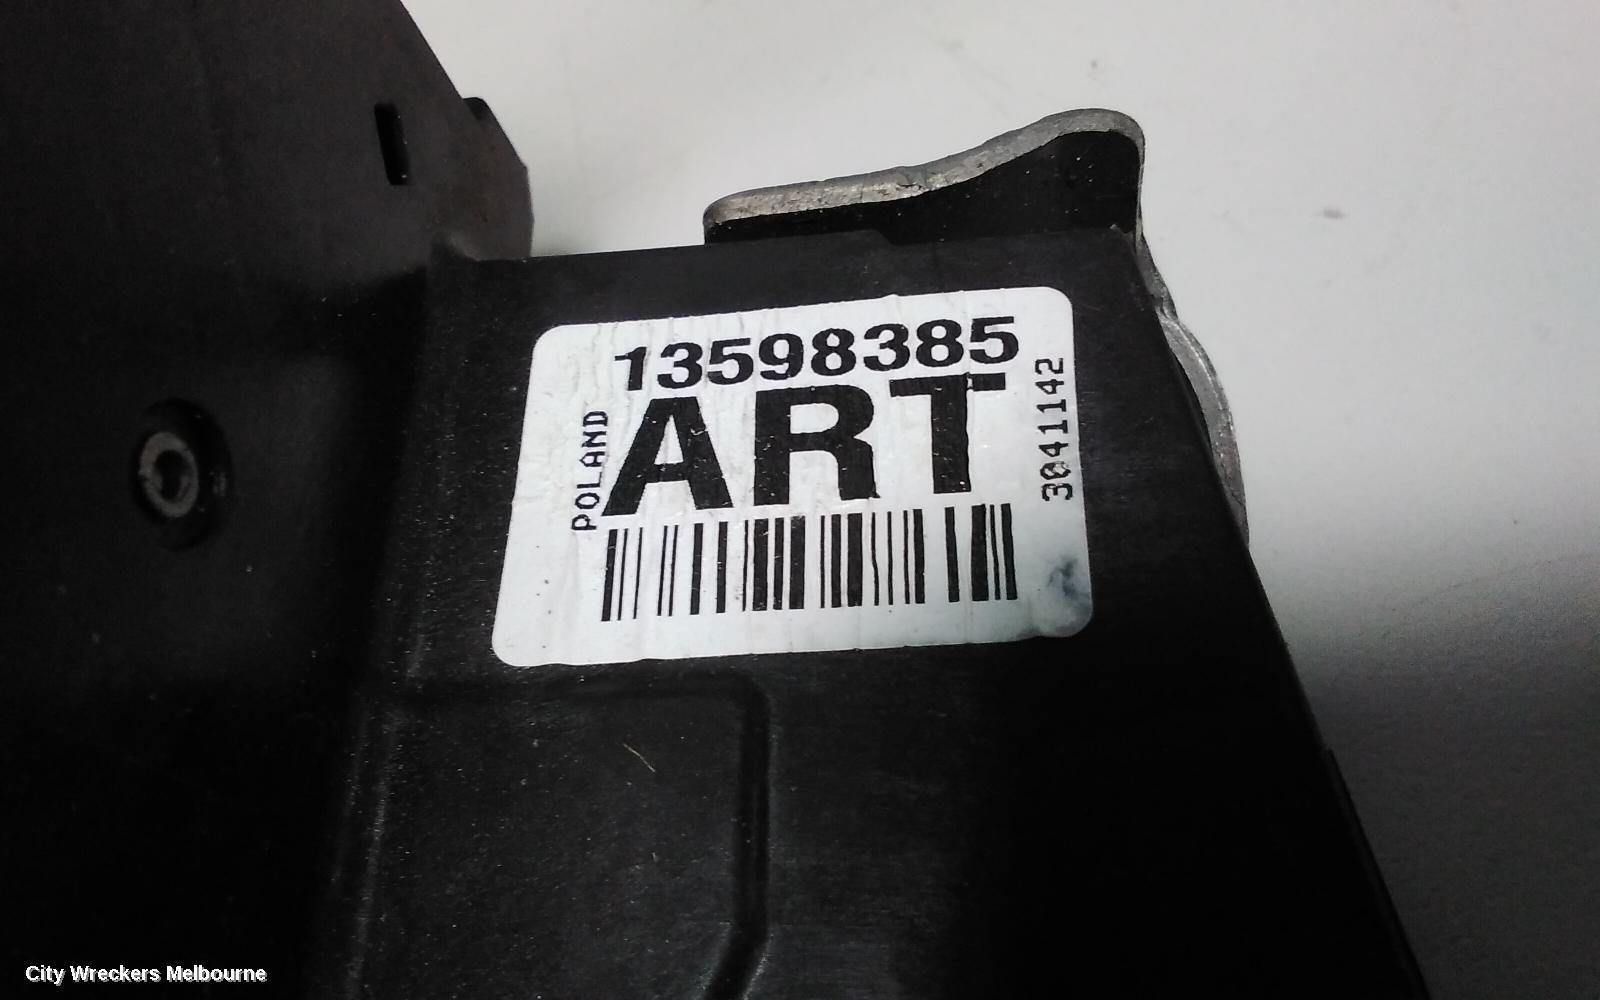 13598385
ART
POLAND
3041142
City Wreckers Melbourne